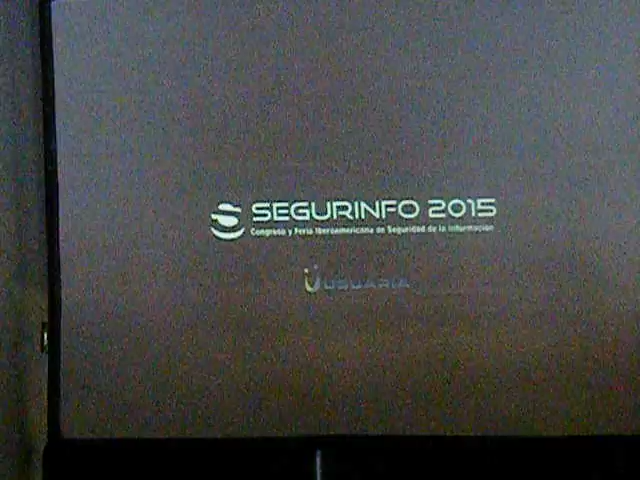 SEGURINFO 2015
Congreso y Feria Iberoamericana de Seguridad de la Información
USUARIA